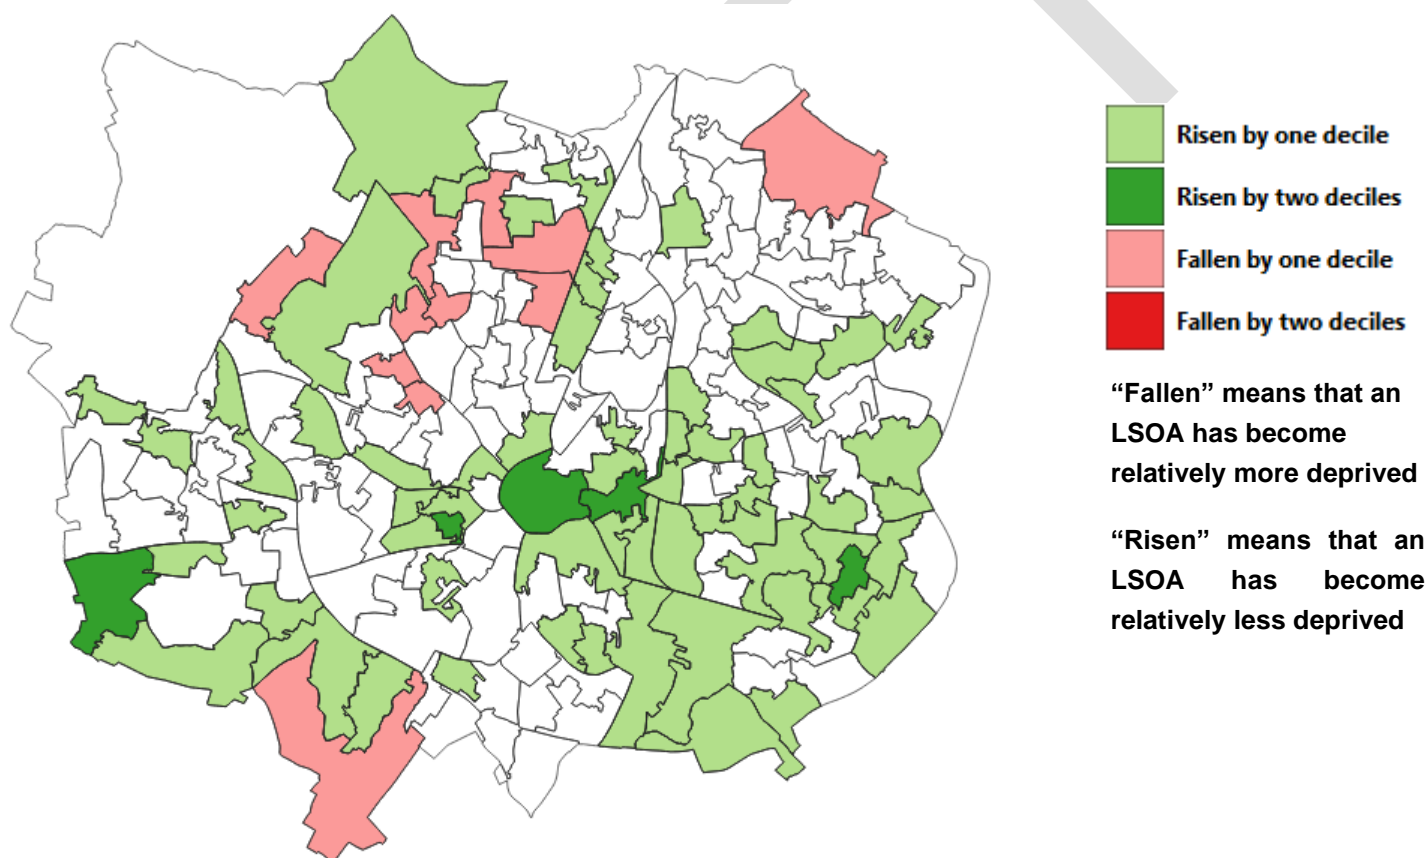 Risen by one decile
Risen by two deciles
Fallen by one decile
Fallen by two deciles
“Fallen” means that an
LSOA has become
relatively more deprived
“Risen” means that an
LSOA has become
relatively less deprived